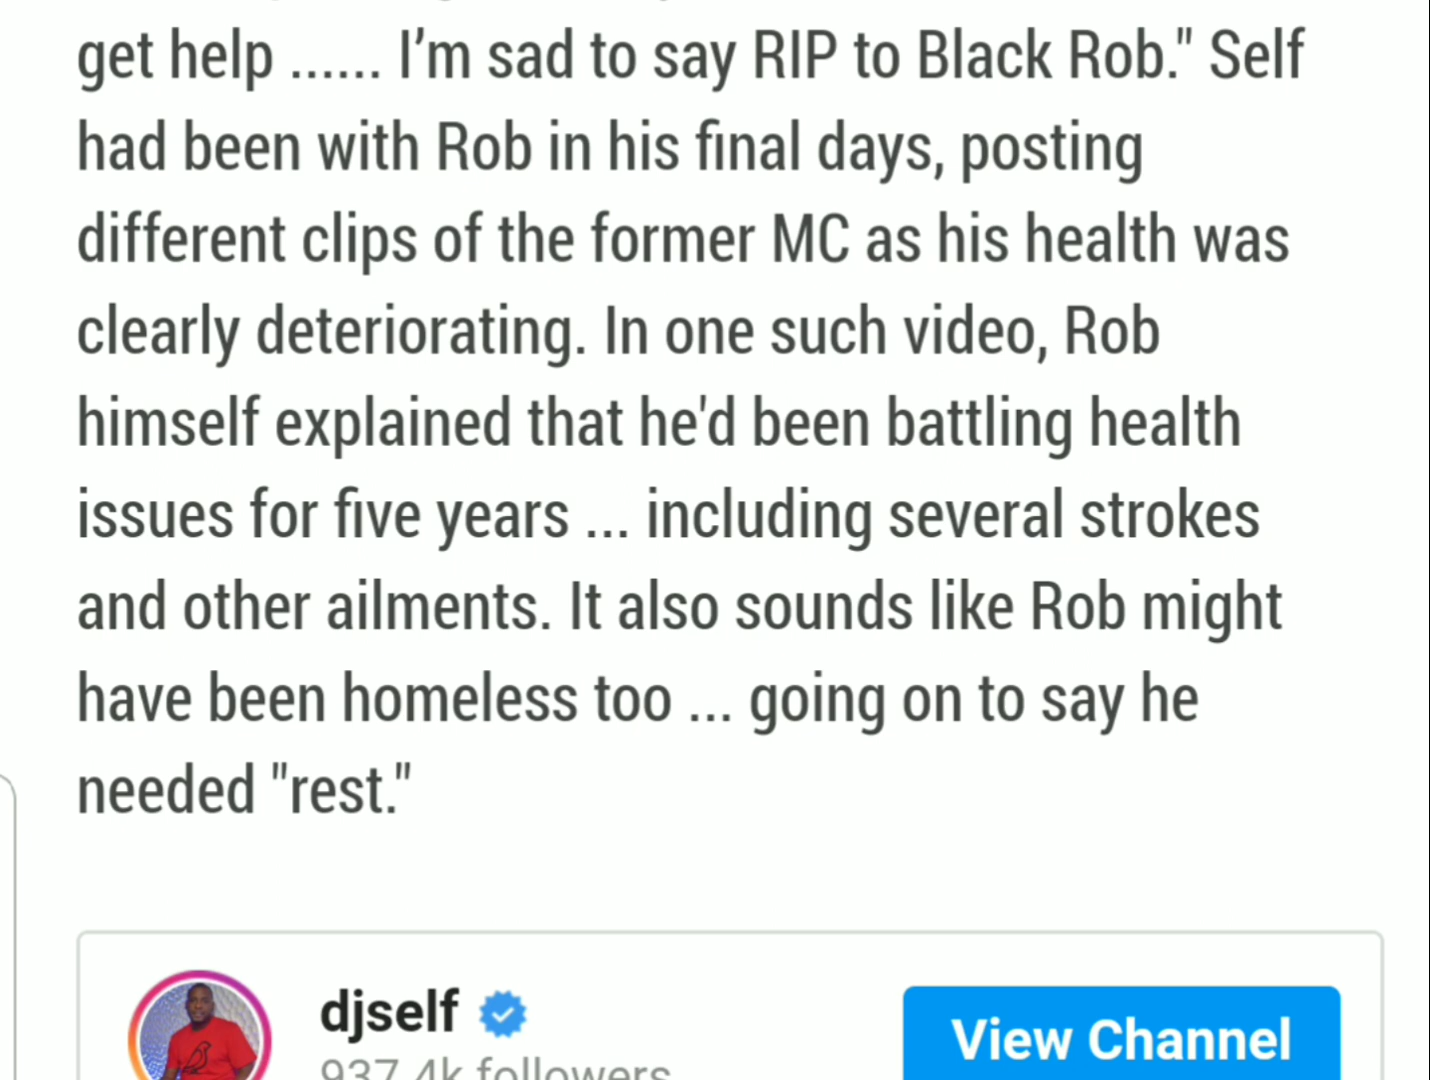 get help ...... I’m sad to say RIP to Black Rob." Self
had been with Rob in his final days, posting
different clips of the former MC as his health was
clearly deteriorating. In one such video, Rob
himself explained that he'd been battling health
issues for five years ... including several strokes
and other ailments. It also sounds like Rob might
have been homeless too ... going on to say he
needed "rest."
djself
View Channel
937.4k followers